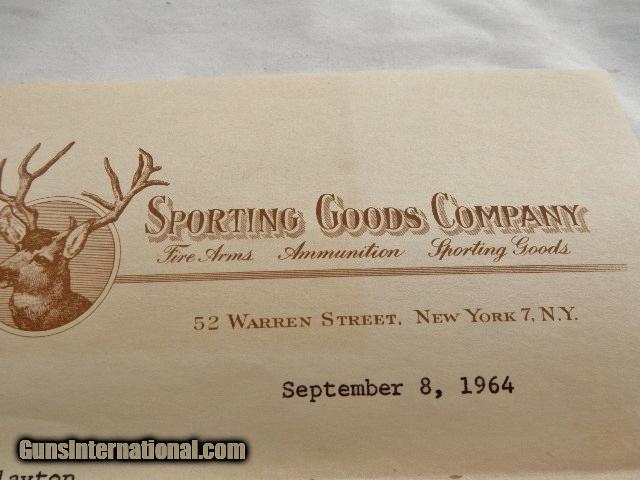 SPORTING GOODS COMPANY
Fire Arms Ammunition Sporting Goods
52 WARREN STREET, NEW YORK 7, N.Y.
September 8, 1964
GunsInternational.com